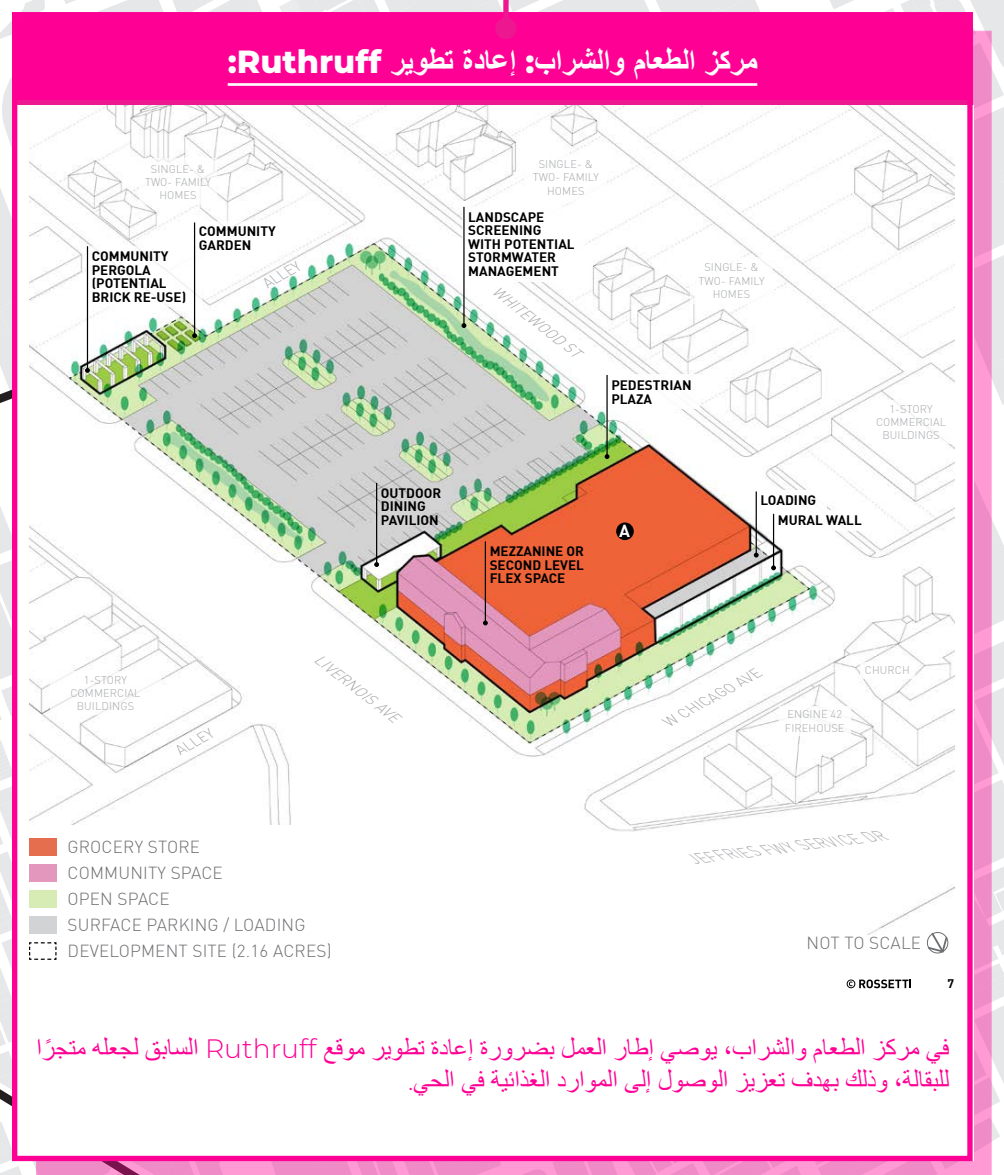 مركز الطعام والشراب: إعادة تطوير Ruthruff:
SINGLE- &
TWO- FAMILY
HOMES
SINGLE- &
TWO- FAMILY
HOMES
COMMUNITY
GARDEN
LANDSCAPE
SCREENING
WITH POTENTIAL
STORMWATER
MANAGEMENT
COMMUNITY
PERGOLA
(POTENTIAL
BRICK RE-USE)
ALLEY
SINGLE- &
TWO- FAMILY
HOMES
WHITEWOOD ST
PEDESTRIAN
PLAZA
1-STORY
COMMERCIAL
BUILDINGS
OUTDOOR
DINING
PAVILION
LOADING
MURAL WALL
A
MEZZANINE OR
SECOND LEVEL
FLEX SPACE
LIVERNOIS AVE
W CHICAGO AVE
CHURCH
1-STORY
COMMERCIAL
BUILDINGS
ENGINE 42
FIREHOUSE
ALLEY
JEFFRIES FWY SERVICE DR
GROCERY STORE
COMMUNITY SPACE
OPEN SPACE
SURFACE PARKING / LOADING
DEVELOPMENT SITE (2.16 ACRES)
NOT TO SCALE
© ROSSETTI 7
في مركز الطعام والشراب، يوصي إطار العمل بضرورة إعادة تطوير موقع Ruthruff السابق لجعله متجرًا
للبقالة، وذلك بهدف تعزيز الوصول إلى الموارد الغذائية في الحي.